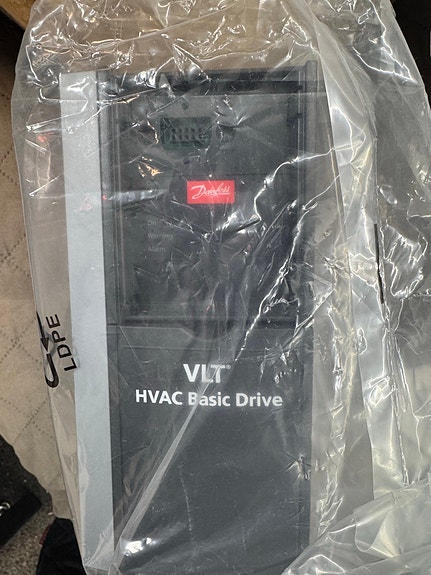 Danfoss
VLT®
HVAC Basic Drive
LDPE